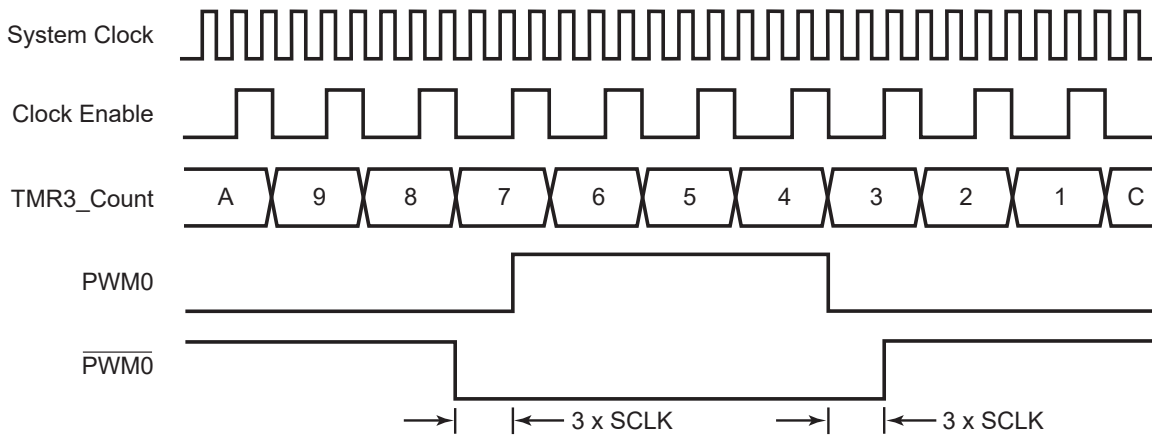 System Clock
Clock Enable
TMR3_Count A 9 8 7 6 5 4 3 2 1 C
PWM0
P̅W̅M̅0̅
3 x SCLK 3 x SCLK